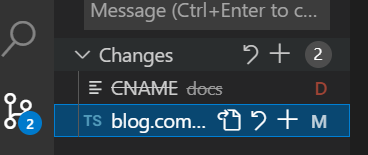 Message (Ctrl+Enter to c...
Changes 2
CNAME docs D
TS blog.com... M
2